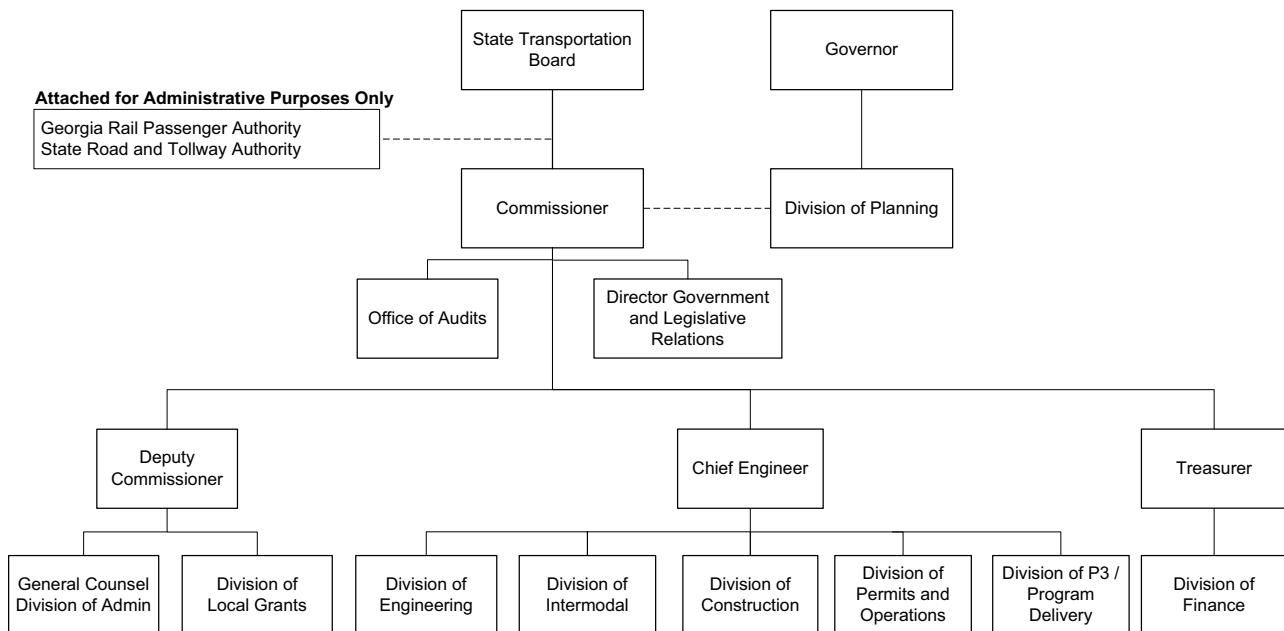 State Transportation
Board
Governor
Attached for Administrative Purposes Only
Georgia Rail Passenger Authority
State Road and Tollway Authority
Commissioner
Division of Planning
Office of Audits
Director Government
and Legislative
Relations
Deputy
Commissioner
Chief Engineer
Treasurer
General Counsel
Division of Admin
Division of
Local Grants
Division of
Engineering
Division of
Intermodal
Division of
Construction
Division of
Permits and
Operations
Division of P3 /
Program
Delivery
Division of
Finance